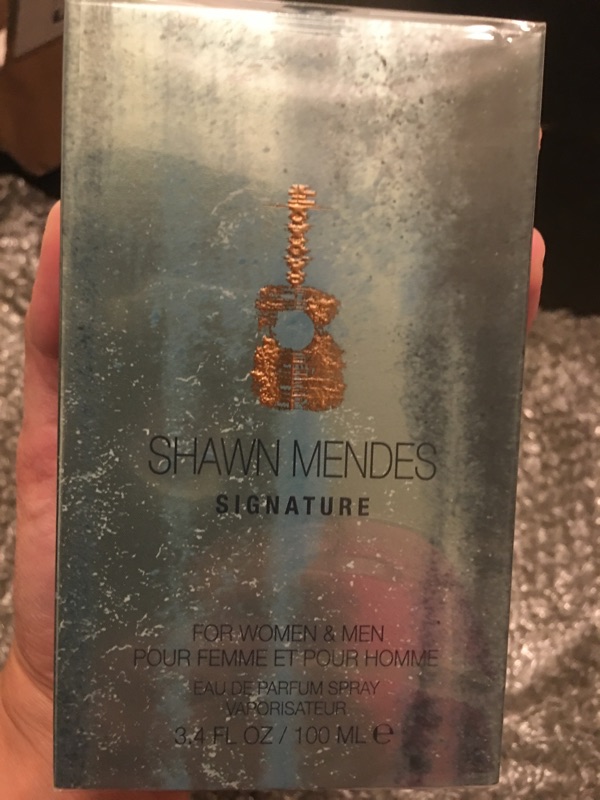 SHAWN MENDES
SIGNATURE
FOR WOMEN & MEN
POUR FEMME ET POUR HOMME
EAU DE PARFUM SPRAY
VAPORISATEUR
3.4 FL OZ / 100 ML ℮